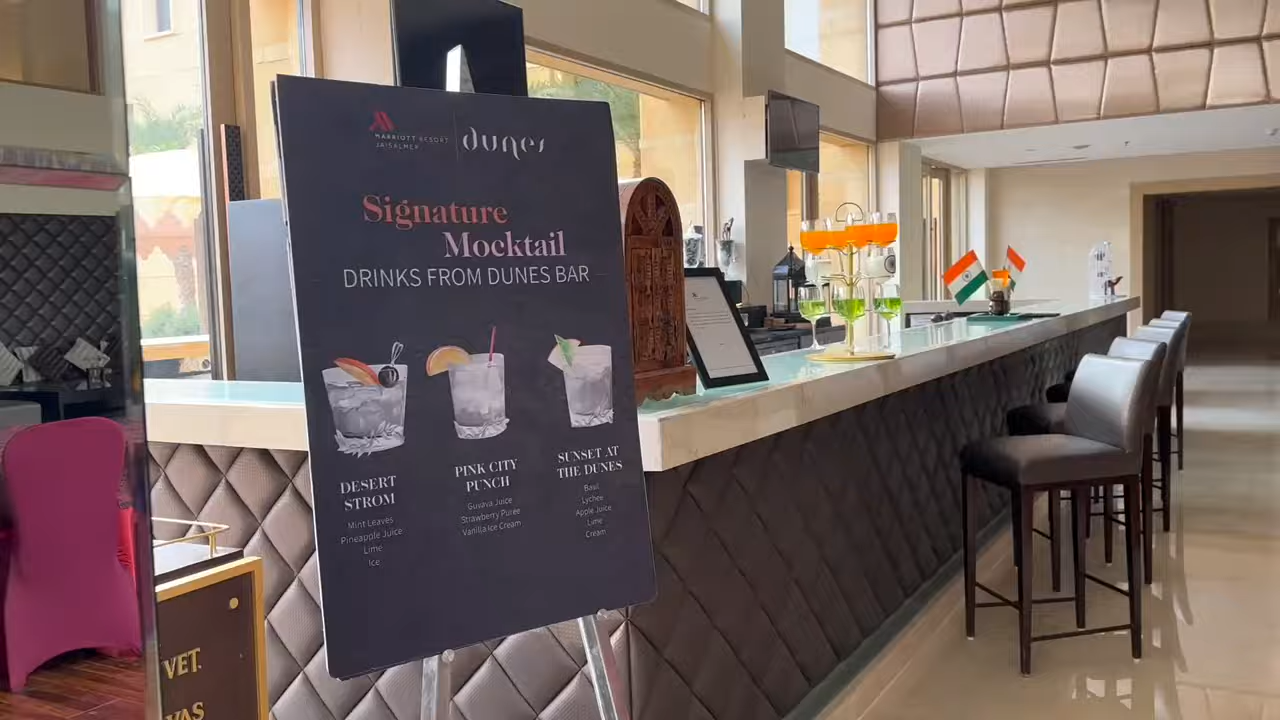 MARRIOTT RESORT
JAISALMER
dunes
Signature
Mocktail
DRINKS FROM DUNES BAR
DESERT
STROM
Mint Leaves
Pineapple Juice
Lime
Ice
PINK CITY
PUNCH
Guvava Juice
Strawberry Puree
Vanilla Ice Cream
SUNSET AT
THE DUNES
Basil
Lychee
Apple Juice
Lime
Cream
VET
VAS